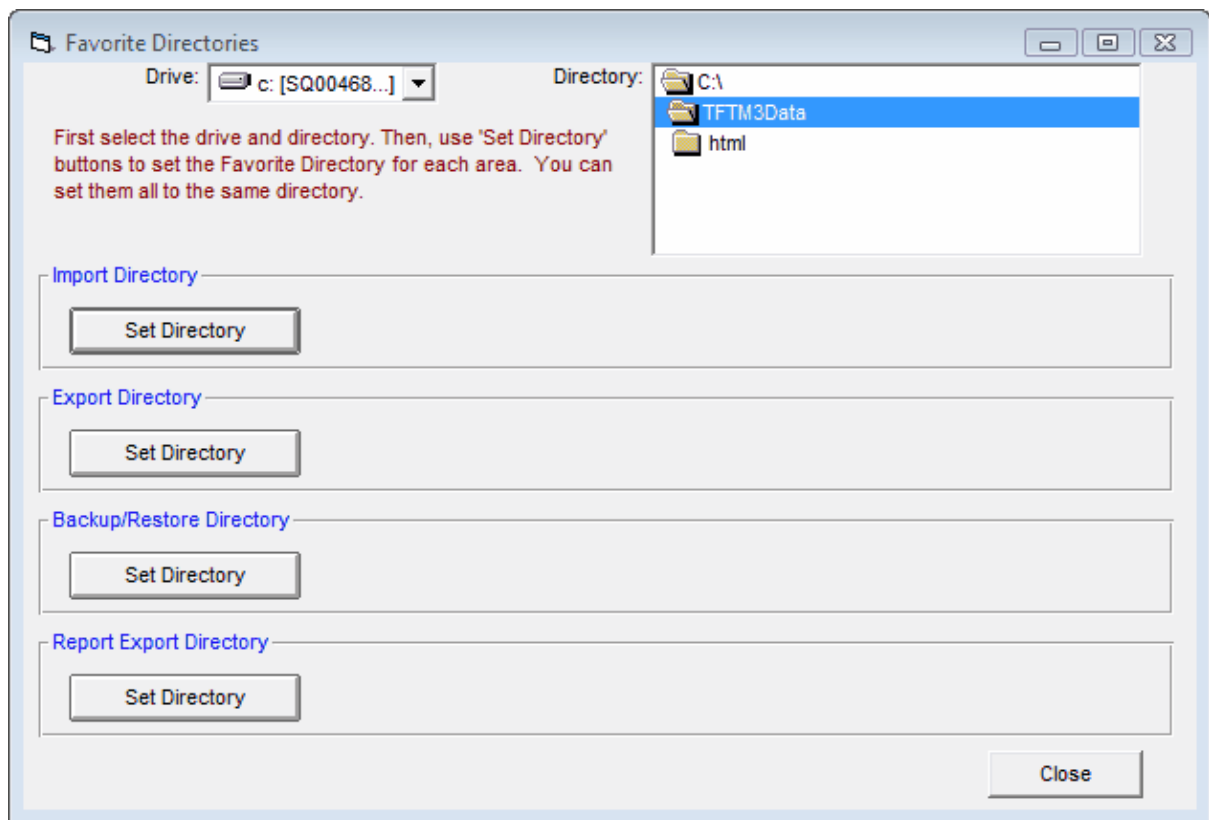 Favorite Directories
Drive: c: [SQ00468...] Directory: C:\
TFTM3Data
html
First select the drive and directory. Then, use 'Set Directory'
buttons to set the Favorite Directory for each area. You can
set them all to the same directory.
Import Directory
Set Directory
Export Directory
Set Directory
Backup/Restore Directory
Set Directory
Report Export Directory
Set Directory
Close